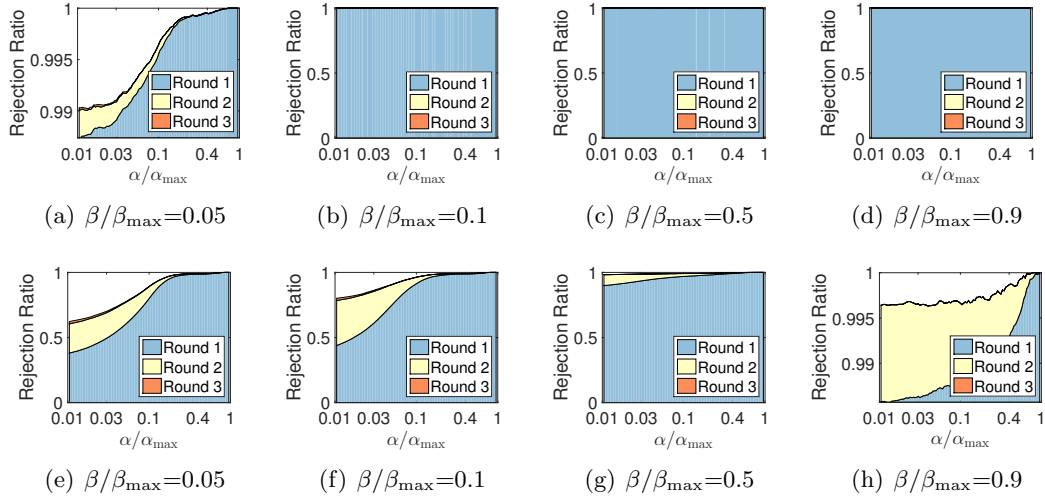 Rejection Ratio
1
0.995
0.99
Round 1
Round 2
Round 3
0.01 0.03 0.1 0.4 1
α/αmax
(a) β/βmax=0.05
Rejection Ratio
1
0.5
0
Round 1
Round 2
Round 3
0.01 0.03 0.1 0.4 1
α/αmax
(b) β/βmax=0.1
Rejection Ratio
1
0.5
0
Round 1
Round 2
Round 3
0.01 0.03 0.1 0.4 1
α/αmax
(c) β/βmax=0.5
Rejection Ratio
1
0.5
0
Round 1
Round 2
Round 3
0.01 0.03 0.1 0.4 1
α/αmax
(d) β/βmax=0.9
Rejection Ratio
1
0.5
0
Round 1
Round 2
Round 3
0.01 0.03 0.1 0.4 1
α/αmax
(e) β/βmax=0.05
Rejection Ratio
1
0.5
0
Round 1
Round 2
Round 3
0.01 0.03 0.1 0.4 1
α/αmax
(f) β/βmax=0.1
Rejection Ratio
1
0.5
0
Round 1
Round 2
Round 3
0.01 0.03 0.1 0.4 1
α/αmax
(g) β/βmax=0.5
Rejection Ratio
1
0.995
0.99
Round 1
Round 2
Round 3
0.01 0.03 0.1 0.4 1
α/αmax
(h) β/βmax=0.9